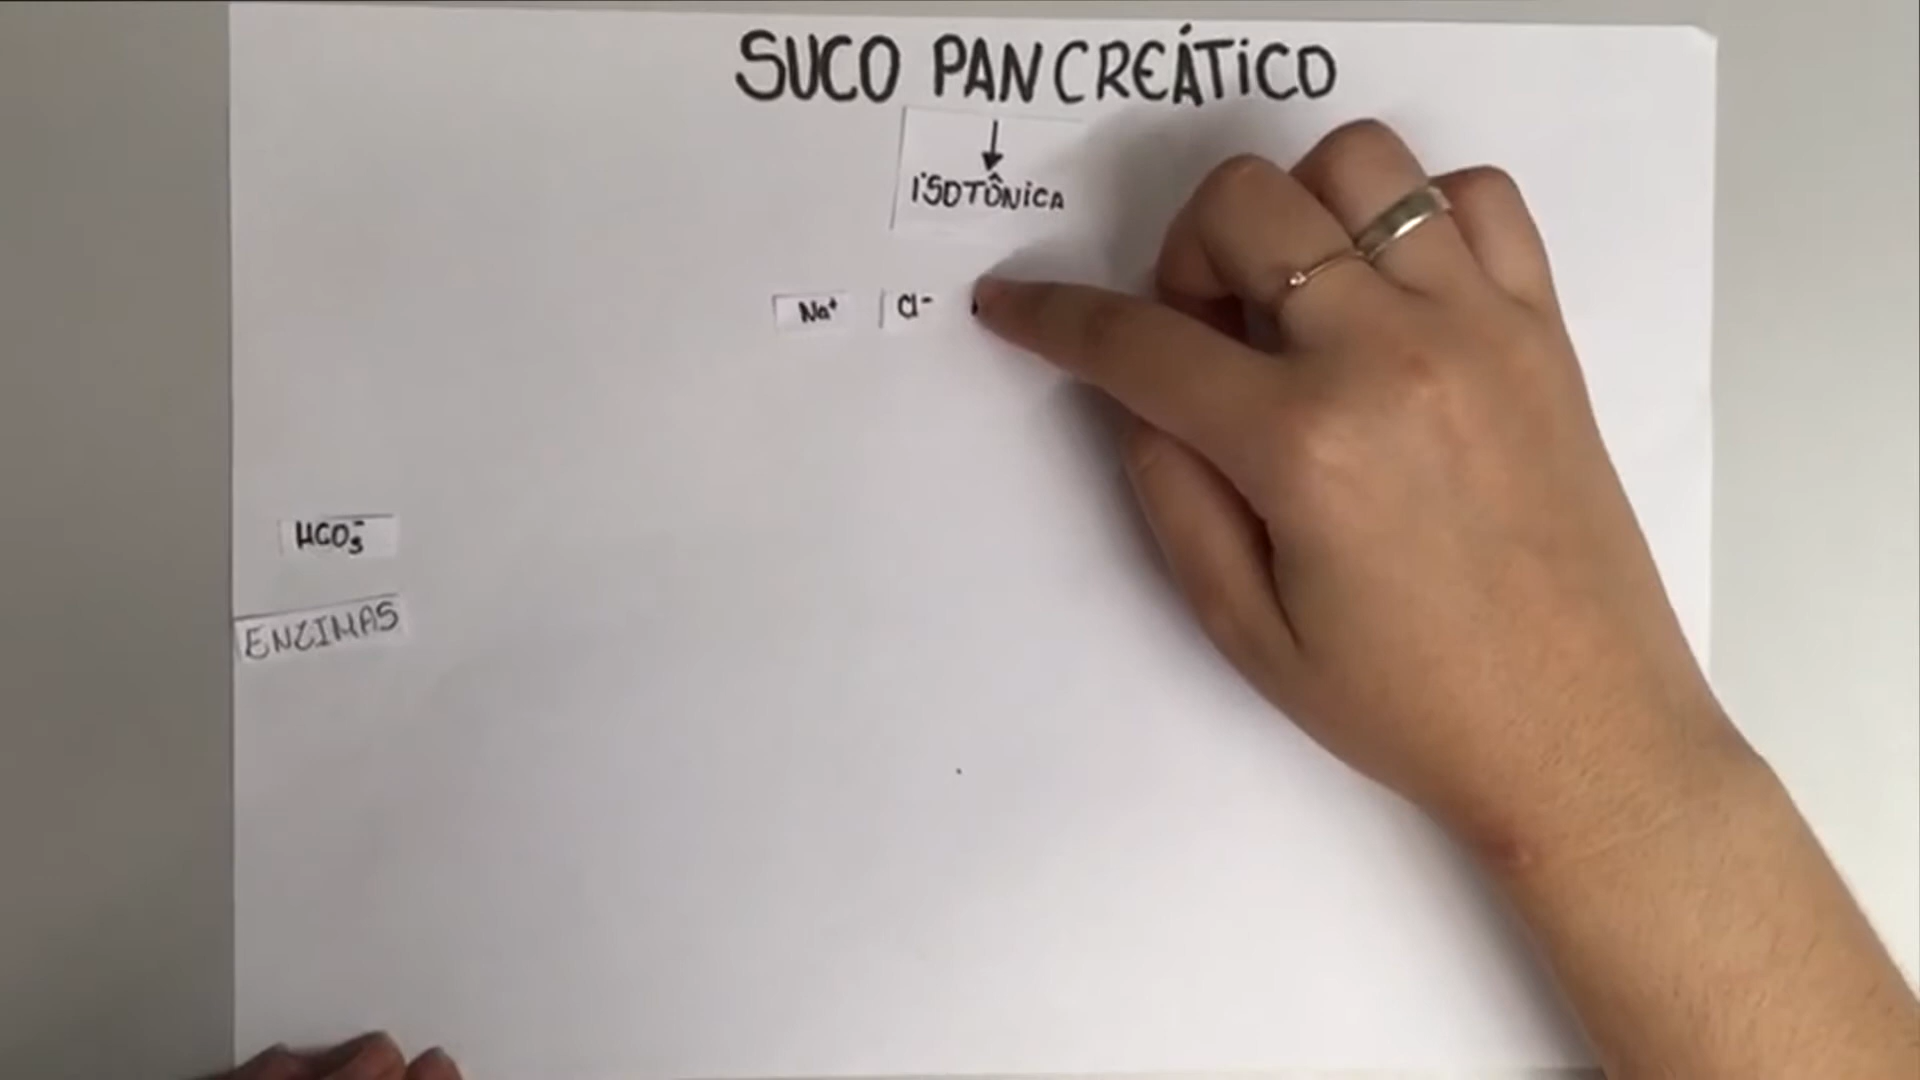 SUCO PANCREÁTICO
ISOTÔNICA
Na⁺ Cl⁻
HCO₃⁻
ENZIMAS